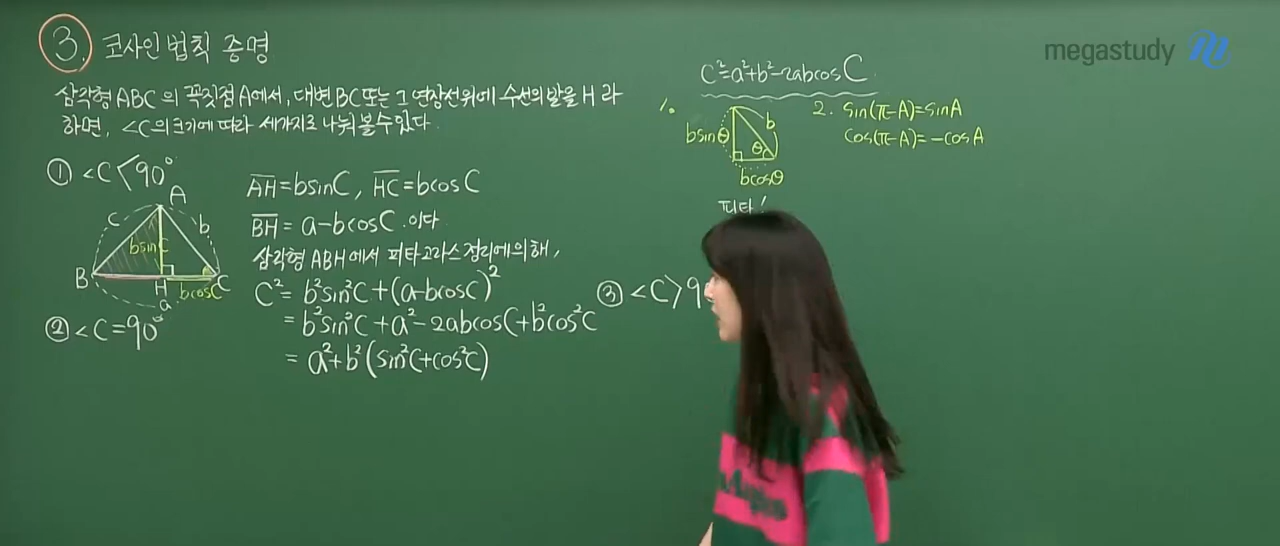 3. 코사인법칙 증명
삼각형 ABC의 꼭짓점A에서, 대변BC또는 그 연장선위에 수선의발을 H라
하면, ∠C의 크기에 따라 세가지로 나눠 볼수있다.
① ∠C<90°
A
c
b
bsinC
B
H
C
bcosC
a
AH=bsinC, HC=bcosC
BH=a-bcosC.이다
삼각형 ABH에서 피타고라스정리에의해,
C²=b²sin²C+(a-bcosC)²
=b²sin²C+a²-2abcosC+b²cos²C
=a²+b²(sin²C+cos²C)
② ∠C=90°
③ ∠C>9
megastudy
C²=a²+b²-2abcosC
1.
bsinθ
b
θ
bcosθ
피타!
2. sin(π-A)=sinA
cos(π-A)=-cosA